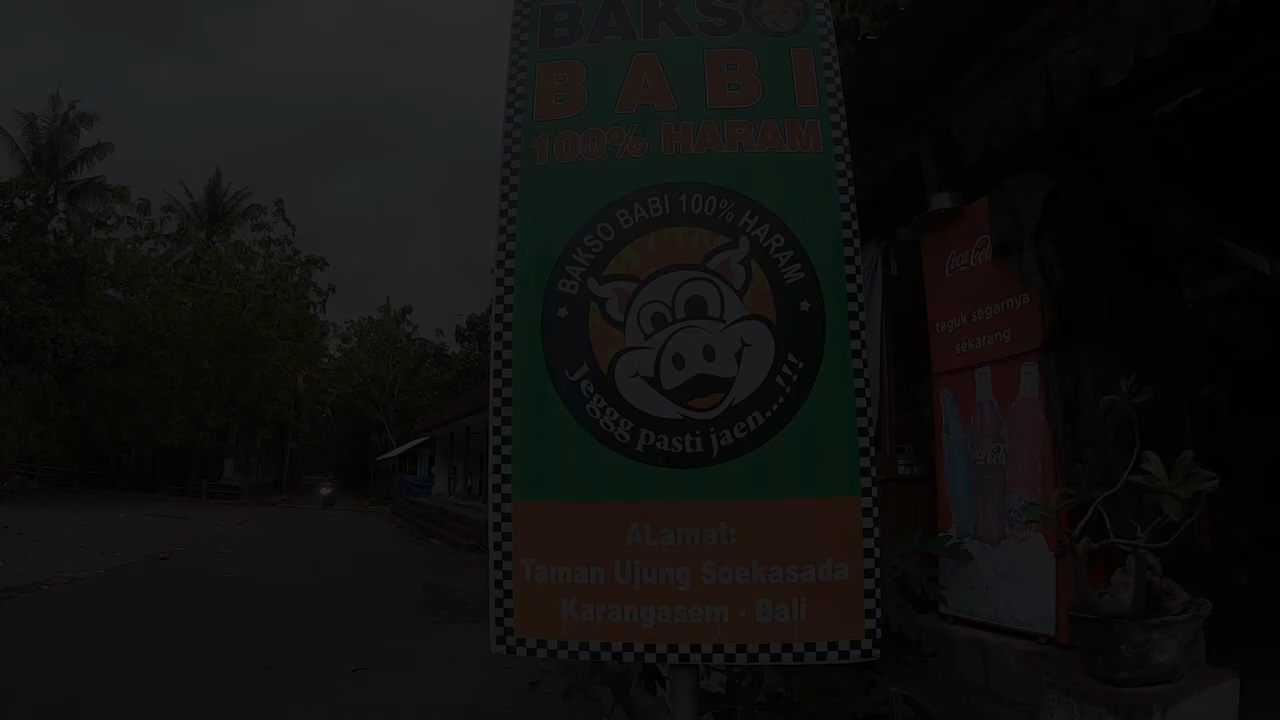 BAKSO
BABI
100% HARAM
BAKSO BABI 100% HARAM
Jeggg pasti jaen...!!!
ALamat:
Taman Ujung Soekasada
Karangasem - Bali
Coca-Cola
teguk segarnya
sekarang
Coca-Cola